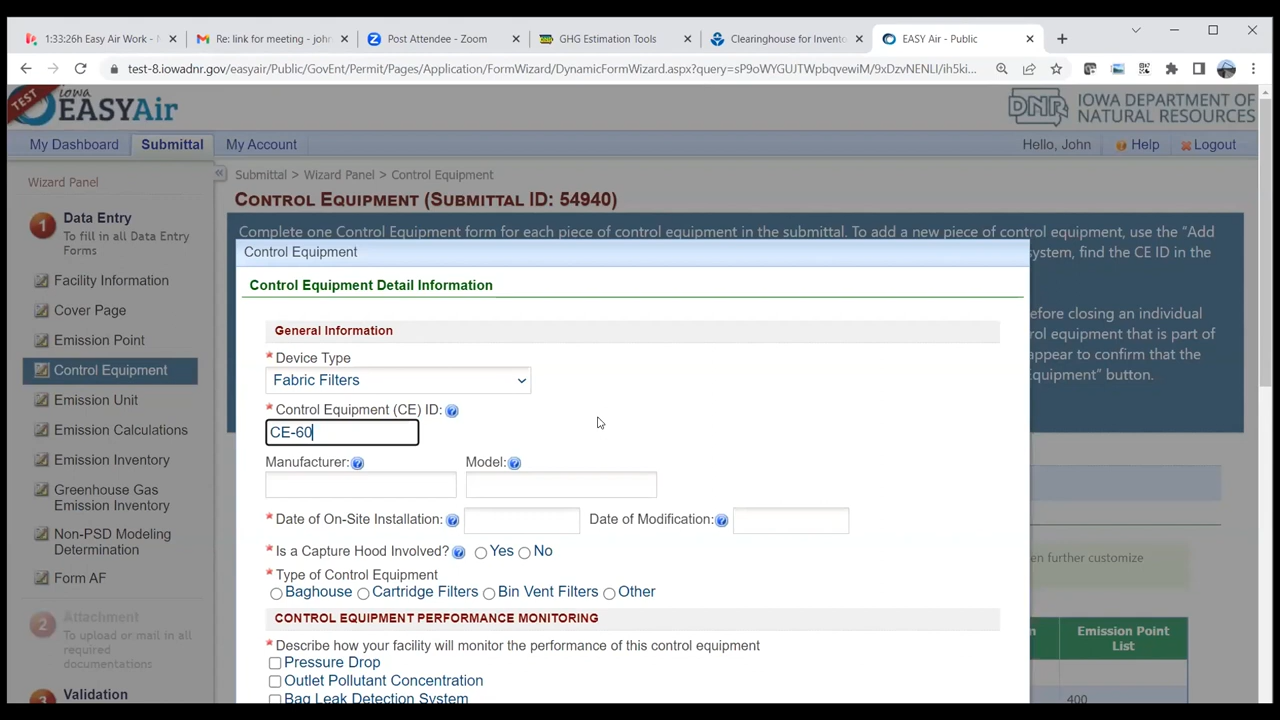 1:33:26h Easy Air Work -
Re: link for meeting - john
Post Attendee - Zoom
GHG Estimation Tools
Clearinghouse for Invento
EASY Air - Public
test-8.iowadnr.gov/easyair/Public/GovEnt/Permit/Pages/Application/FormWizard/DynamicFormWizard.aspx?query=sP9oWYGUJTWpbqvewiM/9xDzvNENLI/ih5ki...
TEST
Iowa
EASYAir
DNR
IOWA DEPARTMENT OF
NATURAL RESOURCES
My Dashboard
Submittal
My Account
Hello, John
Help
Logout
Wizard Panel
1
Data Entry
To fill in all Data Entry
Forms
Facility Information
Cover Page
Emission Point
Control Equipment
Emission Unit
Emission Calculations
Emission Inventory
Greenhouse Gas
Emission Inventory
Non-PSD Modeling
Determination
Form AF
2
Attachment
To upload or mail in all
required
documentations
3
Validation
Submittal > Wizard Panel > Control Equipment
CONTROL EQUIPMENT (SUBMITTAL ID: 54940)
Complete one Control Equipment form for each piece of control equipment in the submittal. To add a new piece of control equipment, use the "Add
system, find the CE ID in the
efore closing an individual
rol equipment that is part of
appear to confirm that the
quipment" button.
en further customize
Emission Point
List
400
Control Equipment
Control Equipment Detail Information
General Information
* Device Type
Fabric Filters
* Control Equipment (CE) ID:
CE-60
Manufacturer:
Model:
* Date of On-Site Installation:
Date of Modification:
* Is a Capture Hood Involved? Yes No
* Type of Control Equipment
Baghouse Cartridge Filters Bin Vent Filters Other
CONTROL EQUIPMENT PERFORMANCE MONITORING
* Describe how your facility will monitor the performance of this control equipment
Pressure Drop
Outlet Pollutant Concentration
Bag Leak Detection System